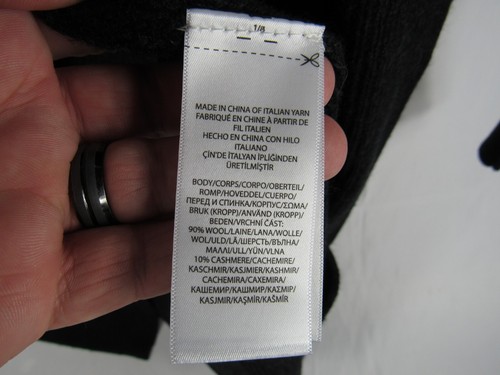 1/8
MADE IN CHINA OF ITALIAN YARN
FABRIQUÉ EN CHINE À PARTIR DE
FIL ITALIEN
HECHO EN CHINA CON HILO
ITALIANO
ÇİN'DE İTALYAN İPLİĞİNDEN
ÜRETİLMİŞTİR
BODY/CORPS/CORPO/OBERTEIL/
ROMP/HOVEDDEL/CUERPO/
ПЕРЕД И СПИНКА/КОРПУС/ΣΩΜΑ/
BRUK (KROPP)/ANVÄND (KROPP)/
BEDEN/VRCHNÍ ČÁST:
90% WOOL/LAINE/LANA/WOLLE/
WOL/ULD/LÃ/ШЕРСТЬ/ВЪЛНА/
ΜΑΛΛΙ/ULL/YÜN/VLNA
10% CASHMERE/CACHEMIRE/
KASCHMIR/KASJMIER/KASHMIR/
CACHEMIRA/CAXEMIRA/
КАШЕМИР/КАШМИР/ΚΑΣΜΙΡ/
KASJMIR/KAŞMİR/KAŠMÍR